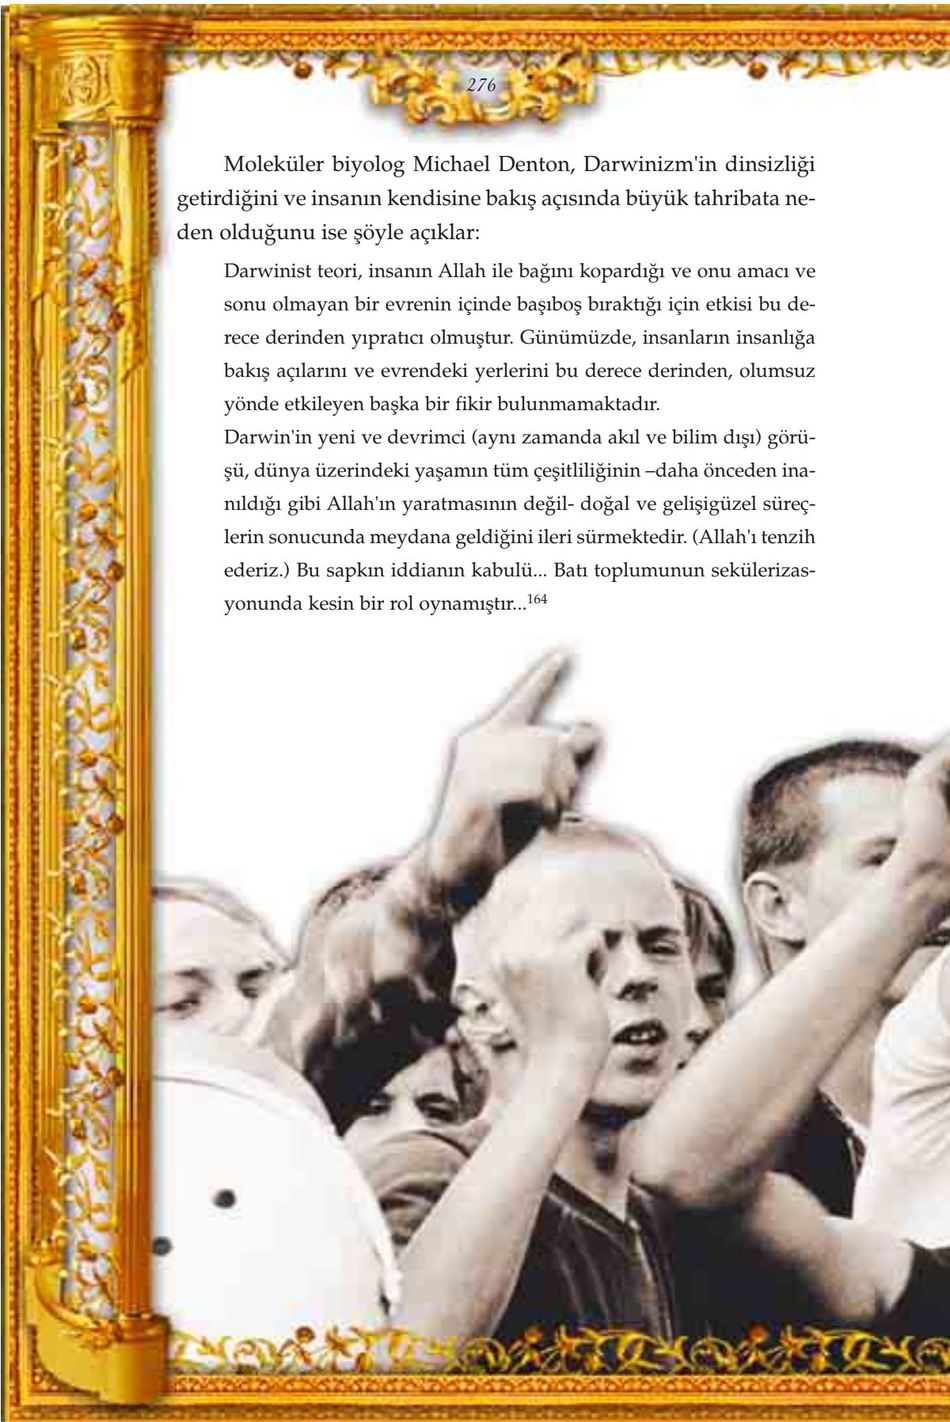 276
Moleküler biyolog Michael Denton, Darwinizm'in dinsizliği
getirdiğini ve insanın kendisine bakış açısında büyük tahribata ne-
den olduğunu ise şöyle açıklar:
Darwinist teori, insanın Allah ile bağını kopardığı ve onu amacı ve
sonu olmayan bir evrenin içinde başıboş bıraktığı için etkisi bu de-
rece derinden yıpratıcı olmuştur. Günümüzde, insanların insanlığa
bakış açılarını ve evrendeki yerlerini bu derece derinden, olumsuz
yönde etkileyen başka bir fikir bulunmamaktadır.
Darwin'in yeni ve devrimci (aynı zamanda akıl ve bilim dışı) görü-
şü, dünya üzerindeki yaşamın tüm çeşitliliğinin –daha önceden ina-
nıldığı gibi Allah'ın yaratmasının değil- doğal ve gelişigüzel süreç-
lerin sonucunda meydana geldiğini ileri sürmektedir. (Allah'ı tenzih
ederiz.) Bu sapkın iddianın kabulü... Batı toplumunun sekülerizas-
yonunda kesin bir rol oynamıştır...164